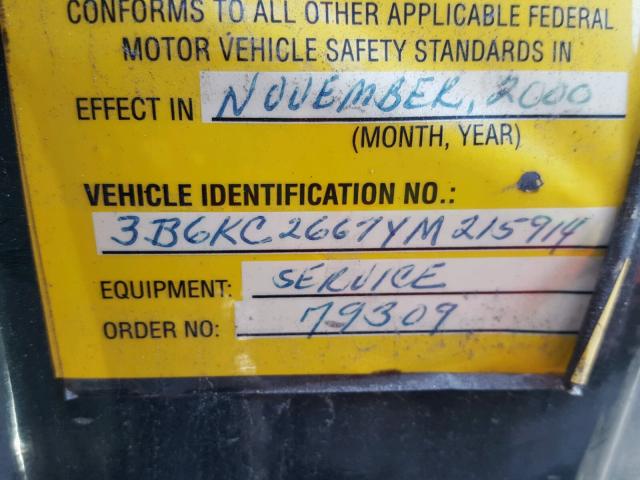 CONFORMS TO ALL OTHER APPLICABLE FEDERAL
MOTOR VEHICLE SAFETY STANDARDS IN
EFFECT IN NOVEMBER, 2000
(MONTH, YEAR)
VEHICLE IDENTIFICATION NO.:
3B6KC2667YM215914
EQUIPMENT: SERVICE
ORDER NO: 79309